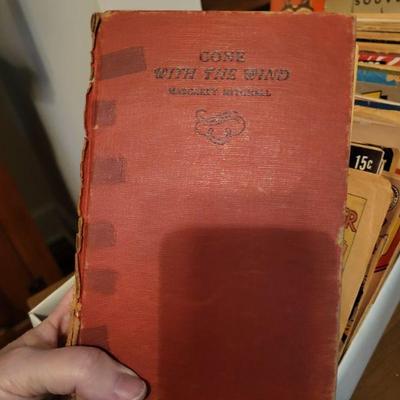 GONE
WITH THE WIND
MARGARET MITCHELL
15¢